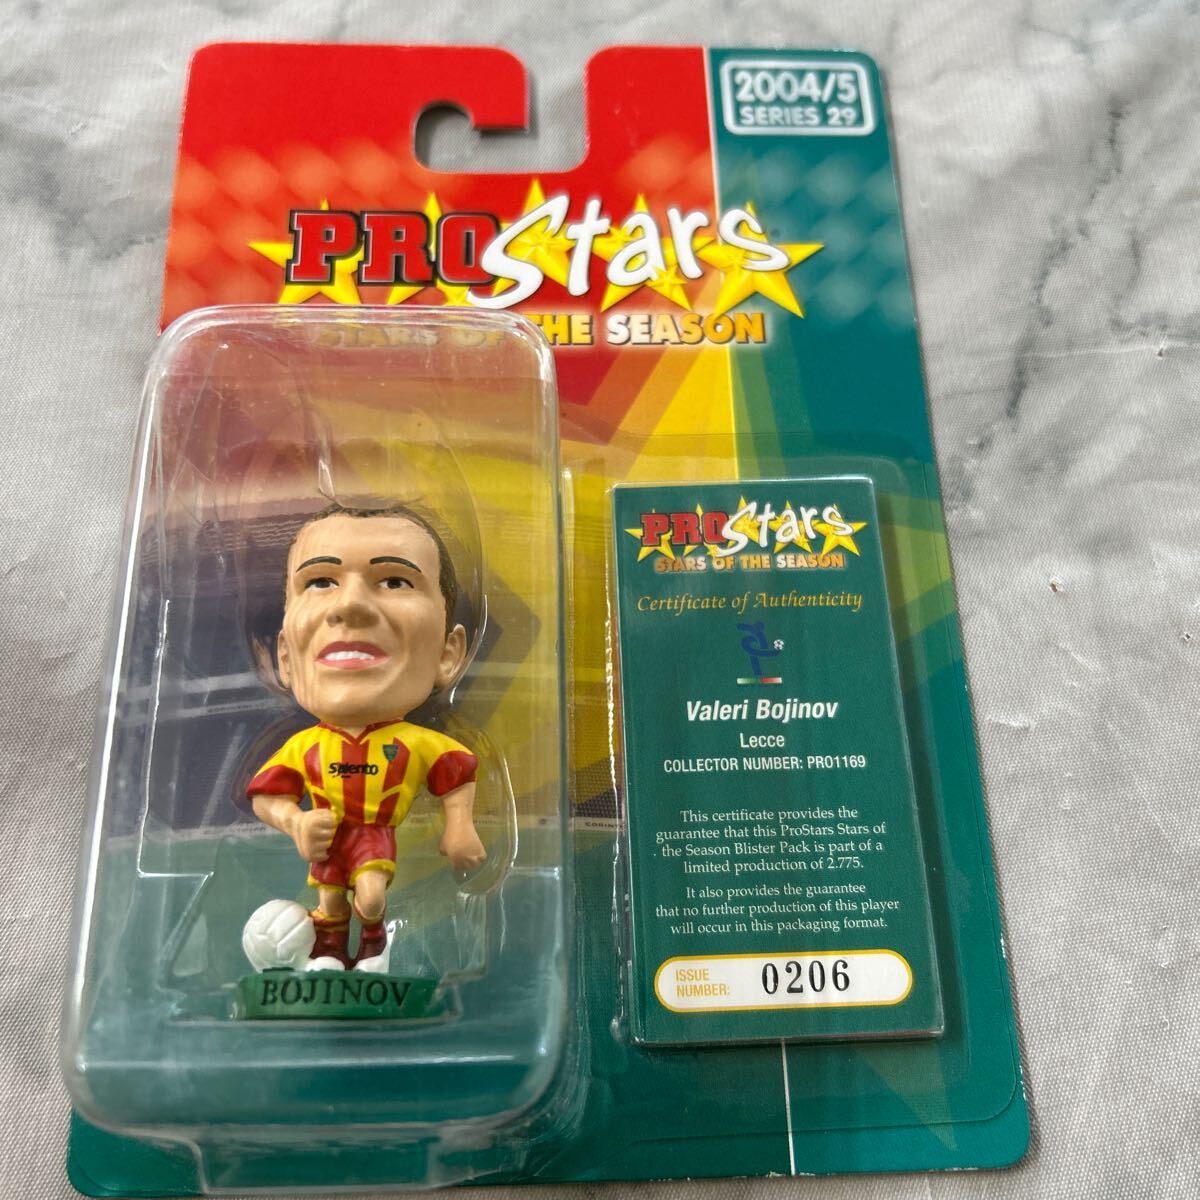 2004/5
SERIES 29
PROStars
STARS OF THE SEASON
Salento
BOJINOV
PROStars
STARS OF THE SEASON
Certificate of Authenticity
Valeri Bojinov
Lecce
COLLECTOR NUMBER: PRO1169
This certificate provides the
guarantee that this ProStars Stars of
the Season Blister Pack is part of a
limited production of 2.775.
It also provides the guarantee
that no further production of this player
will occur in this packaging format.
ISSUE
NUMBER: 0206